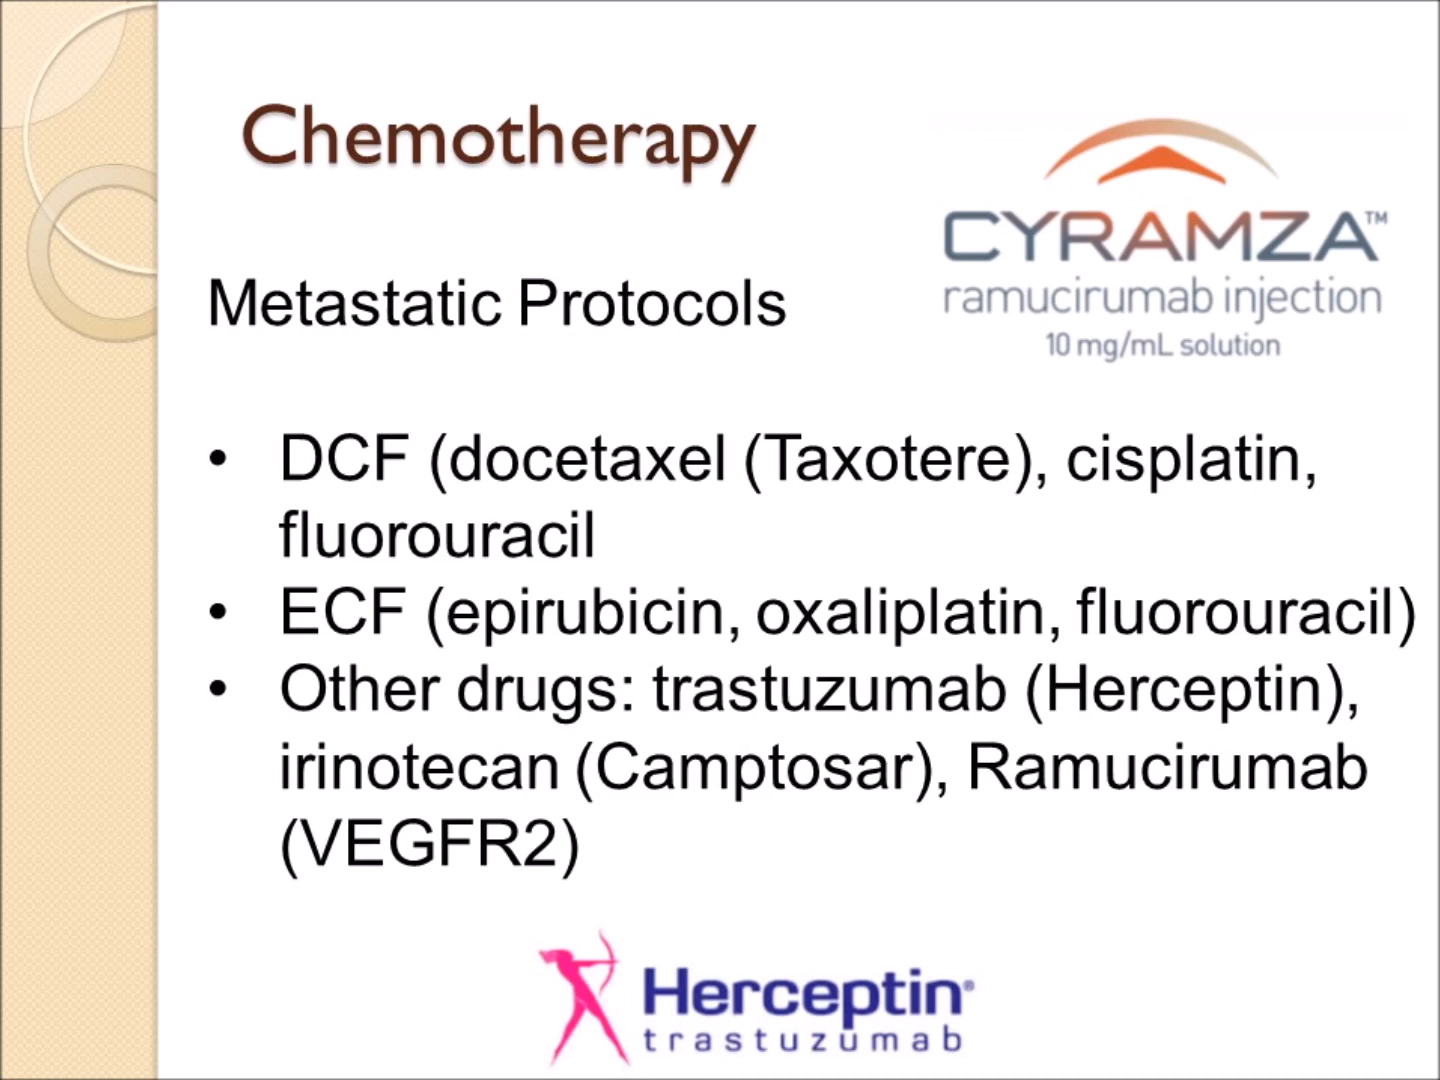 Chemotherapy
CYRAMZA™
ramucirumab injection
10 mg/mL solution
Metastatic Protocols
• DCF (docetaxel (Taxotere), cisplatin,
fluorouracil
• ECF (epirubicin, oxaliplatin, fluorouracil)
• Other drugs: trastuzumab (Herceptin),
irinotecan (Camptosar), Ramucirumab
(VEGFR2)
Herceptin®
trastuzumab